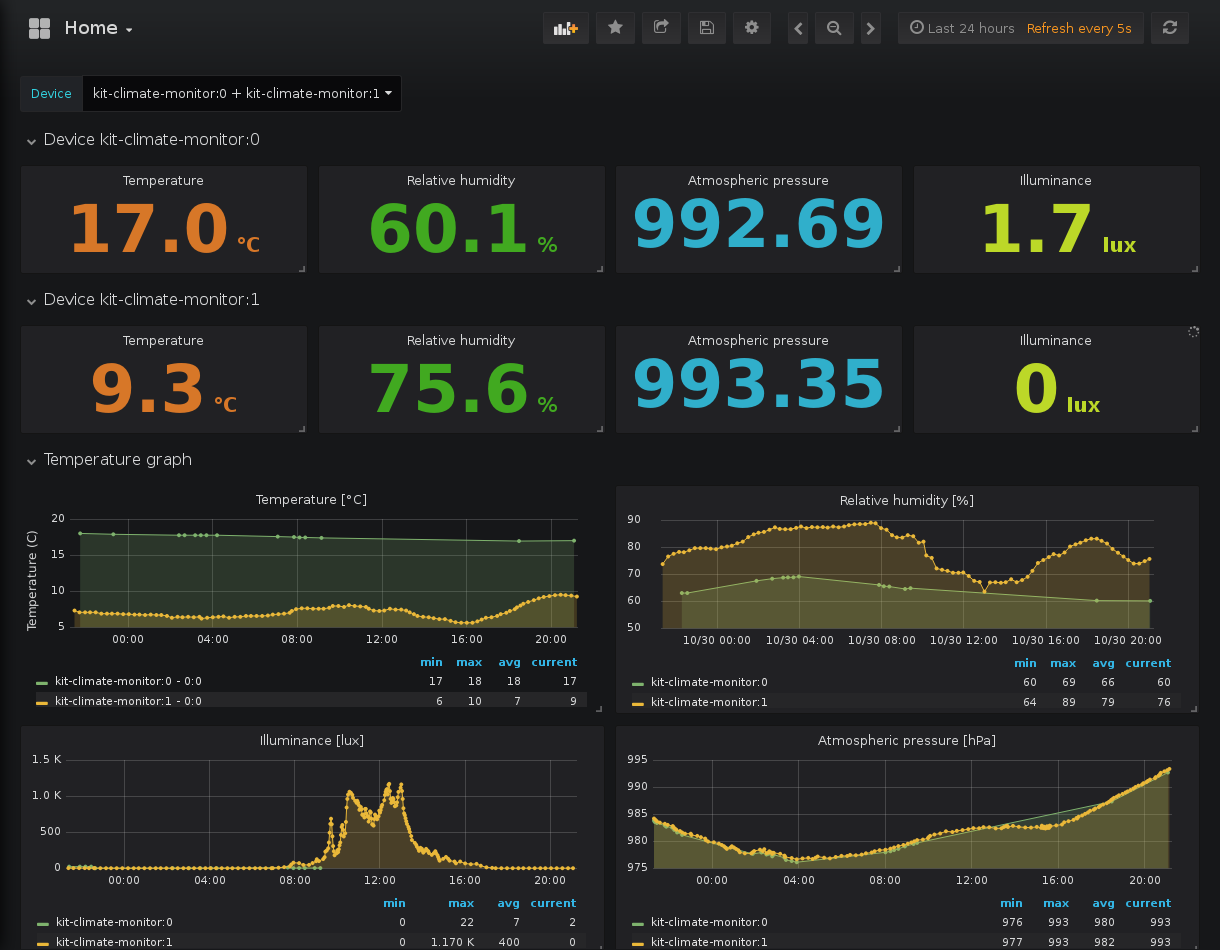 Home
Last 24 hours Refresh every 5s
Device kit-climate-monitor:0 + kit-climate-monitor:1
Device kit-climate-monitor:0
Temperature Relative humidity Atmospheric pressure Illuminance
17.0 °C 60.1 % 992.69 1.7 lux
Device kit-climate-monitor:1
Temperature Relative humidity Atmospheric pressure Illuminance
9.3 °C 75.6 % 993.35 0 lux
Temperature graph
Temperature [°C]
Temperature (C)
20
15
10
5
00:00 04:00 08:00 12:00 16:00 20:00
min max avg current
kit-climate-monitor:0 - 0:0 17 18 18 17
kit-climate-monitor:1 - 0:0 6 10 7 9
Relative humidity [%]
90
80
70
60
50
10/30 00:00 10/30 04:00 10/30 08:00 10/30 12:00 10/30 16:00 10/30 20:00
min max avg current
kit-climate-monitor:0 60 69 66 60
kit-climate-monitor:1 64 89 79 76
Illuminance [lux]
1.5 K
1.0 K
500
0
00:00 04:00 08:00 12:00 16:00 20:00
min max avg current
kit-climate-monitor:0 0 22 7 2
kit-climate-monitor:1 0 1.170 K 400 0
Atmospheric pressure [hPa]
995
990
985
980
975
00:00 04:00 08:00 12:00 16:00 20:00
min max avg current
kit-climate-monitor:0 976 993 980 993
kit-climate-monitor:1 977 993 982 993